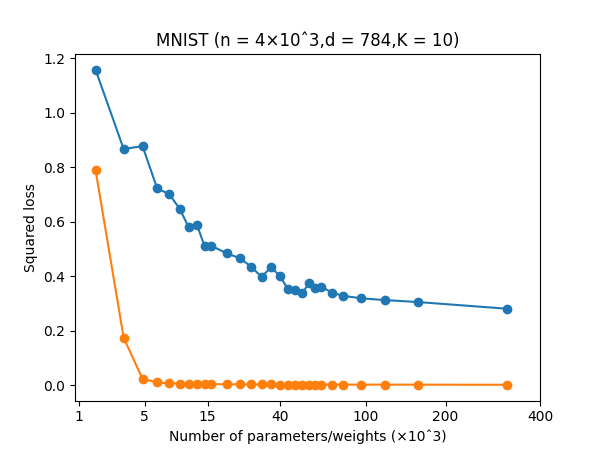 MNIST (n = 4×10ˆ3,d = 784,K = 10)
1.2
1.0
0.8
0.6
0.4
0.2
0.0
Squared loss
1 5 15 40 100 200 400
Number of parameters/weights (×10ˆ3)